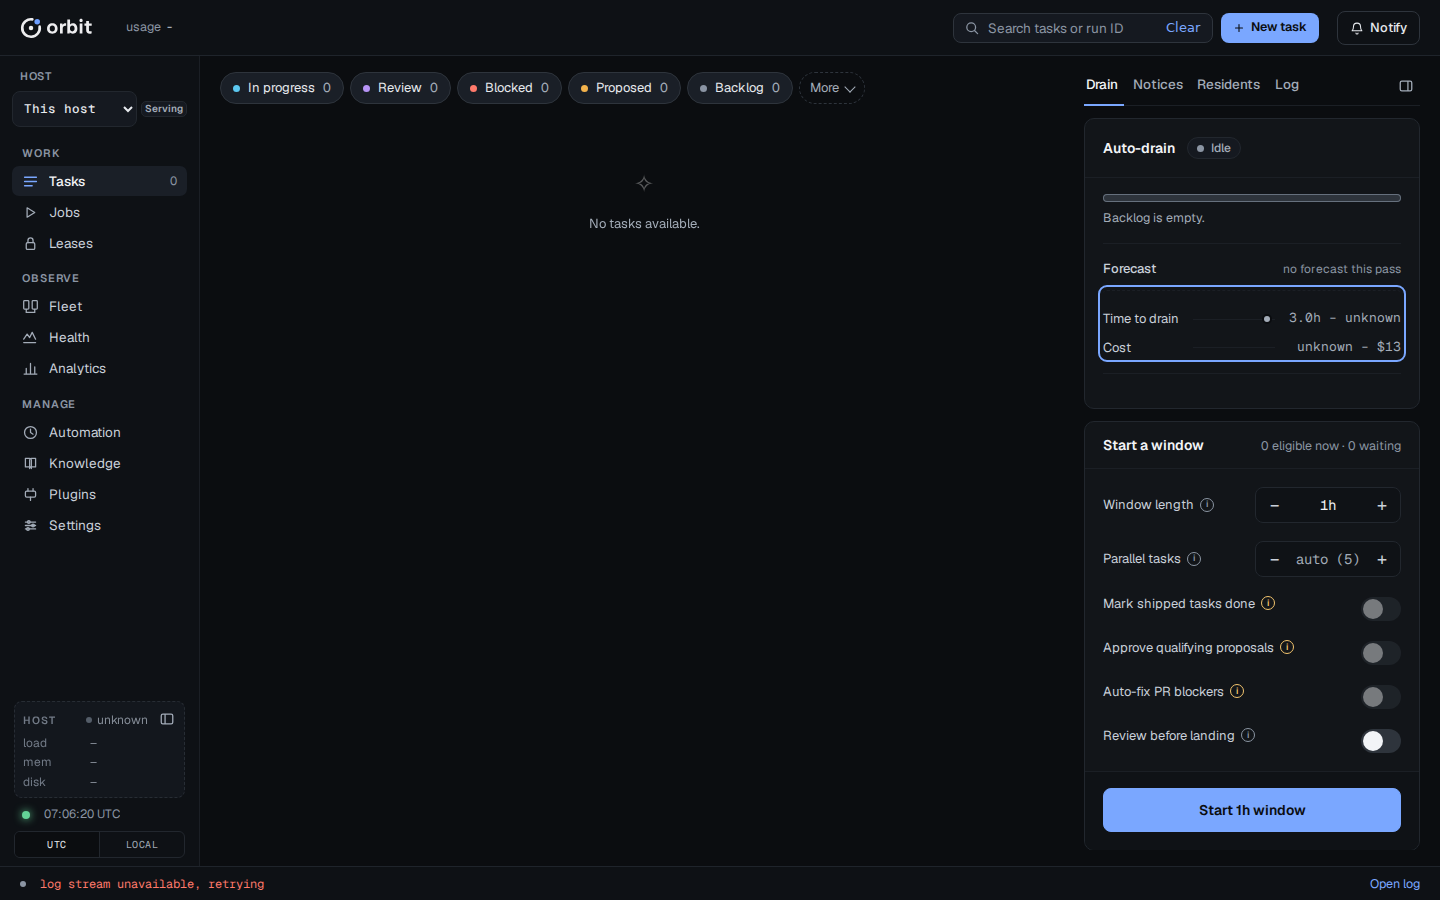 orbit
usage –
Search tasks or run ID
Clear
+ New task
Notify
HOST
This host
Serving
WORK
Tasks 0
Jobs
Leases
OBSERVE
Fleet
Health
Analytics
MANAGE
Automation
Knowledge
Plugins
Settings
HOST unknown
load –
mem –
disk –
07:06:20 UTC
UTC LOCAL
In progress 0
Review 0
Blocked 0
Proposed 0
Backlog 0
More
No tasks available.
Drain Notices Residents Log
Auto-drain Idle
Backlog is empty.
Forecast no forecast this pass
Time to drain 3.0h – unknown
Cost unknown – $13
Start a window 0 eligible now · 0 waiting
Window length − 1h +
Parallel tasks − auto (5) +
Mark shipped tasks done
Approve qualifying proposals
Auto-fix PR blockers
Review before landing
Start 1h window
log stream unavailable, retrying
Open log